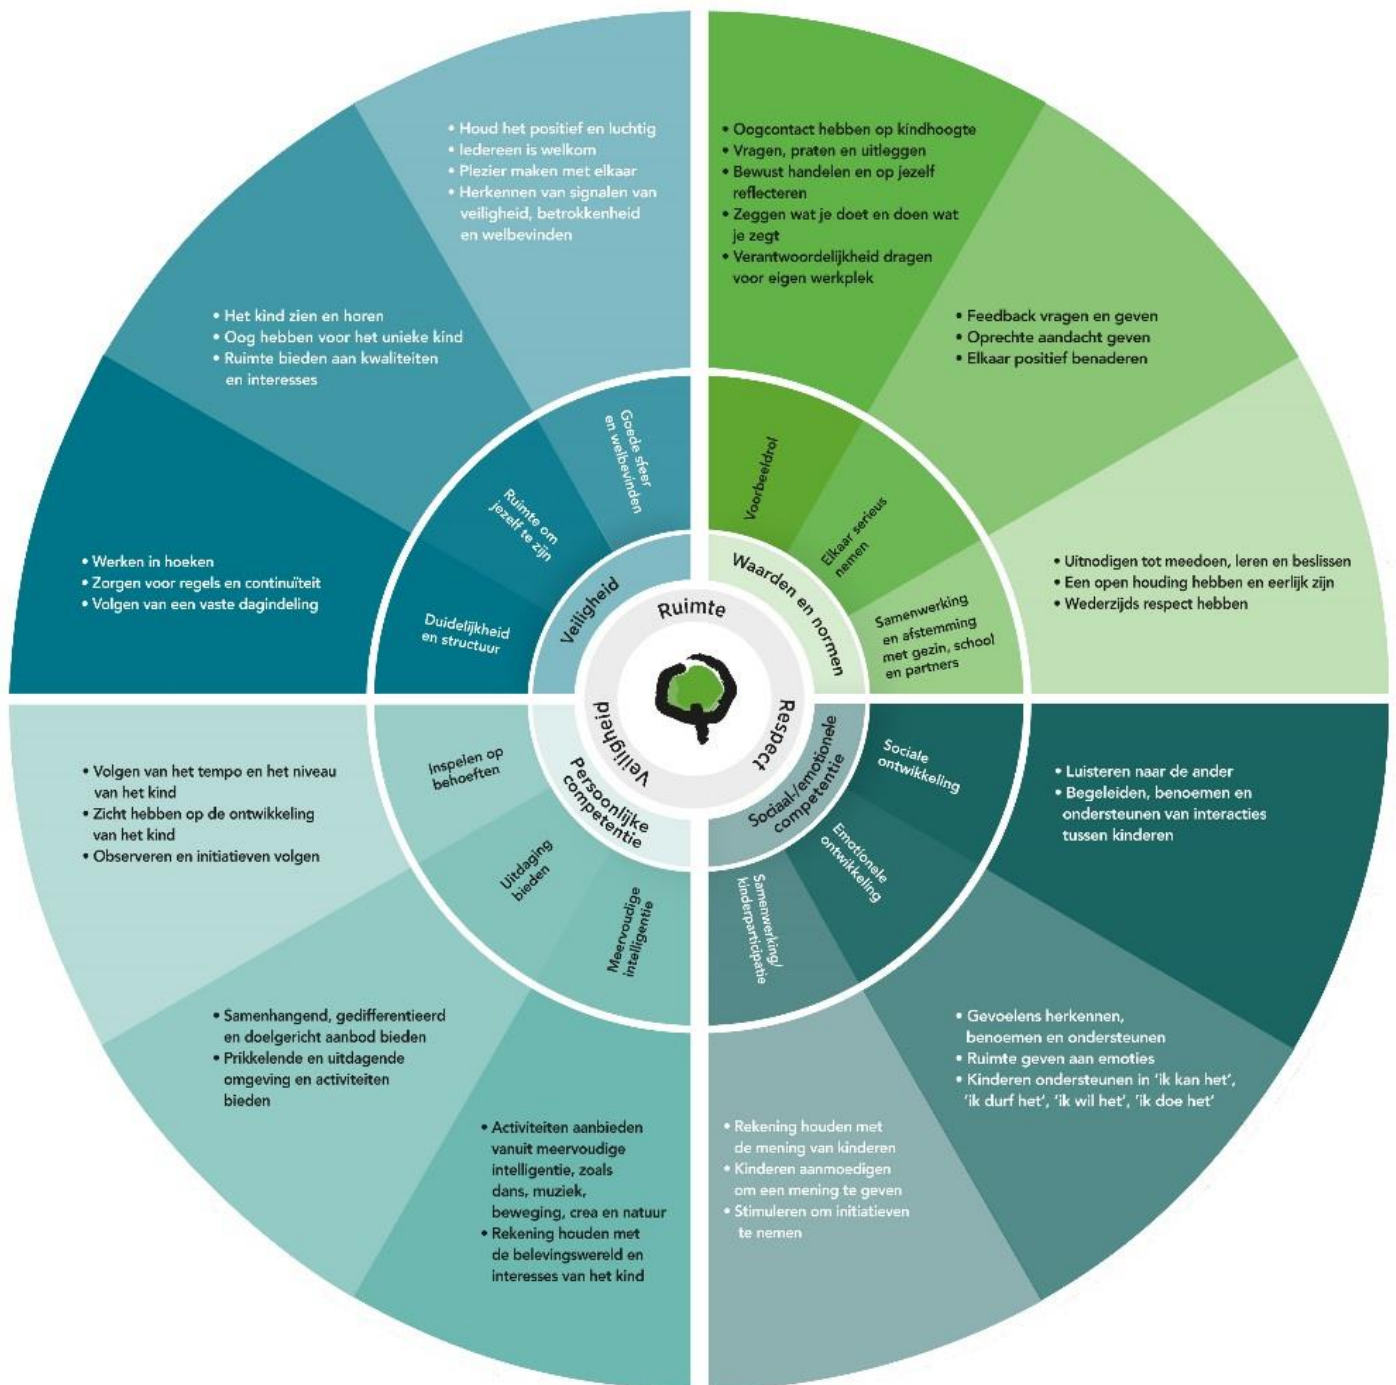 • Houd het positief en luchtig
• Iedereen is welkom
• Plezier maken met elkaar
• Herkennen van signalen van
veiligheid, betrokkenheid
en welbevinden
• Oogcontact hebben op kindhoogte
• Vragen, praten en uitleggen
• Bewust handelen en op jezelf
reflecteren
• Zeggen wat je doet en doen wat
je zegt
• Verantwoordelijkheid dragen
voor eigen werkplek
• Het kind zien en horen
• Oog hebben voor het unieke kind
• Ruimte bieden aan kwaliteiten
en interesses
• Feedback vragen en geven
• Oprechte aandacht geven
• Elkaar positief benaderen
• Werken in hoeken
• Zorgen voor regels en continuïteit
• Volgen van een vaste dagindeling
• Uitnodigen tot meedoen, leren en beslissen
• Een open houding hebben en eerlijk zijn
• Wederzijds respect hebben
Goede sfeer
en welbevinden
Ruimte om
jezelf te zijn
Duidelijkheid
en structuur
Voorbeeldrol
Elkaar serieus
nemen
Samenwerking
en afstemming
met gezin, school
en partners
Veiligheid
Waarden en normen
Ruimte
Respect
Veiligheid
Persoonlijke
competentie
Sociaal-/emotionele
competentie
Inspelen op
behoeften
Uitdaging
bieden
Meervoudige
intelligentie
Sociale
ontwikkeling
Emotionele
ontwikkeling
Samenwerking/
kinderparticipatie
• Volgen van het tempo en het niveau
van het kind
• Zicht hebben op de ontwikkeling
van het kind
• Observeren en initiatieven volgen
• Luisteren naar de ander
• Begeleiden, benoemen en
ondersteunen van interacties
tussen kinderen
• Samenhangend, gedifferentieerd
en doelgericht aanbod bieden
• Prikkelende en uitdagende
omgeving en activiteiten
bieden
• Gevoelens herkennen,
benoemen en ondersteunen
• Ruimte geven aan emoties
• Kinderen ondersteunen in 'ik kan het',
'ik durf het', 'ik wil het', 'ik doe het'
• Activiteiten aanbieden
vanuit meervoudige
intelligentie, zoals
dans, muziek,
beweging, crea en natuur
• Rekening houden met
de belevingswereld en
interesses van het kind
• Rekening houden met
de mening van kinderen
• Kinderen aanmoedigen
om een mening te geven
• Stimuleren om initiatieven
te nemen